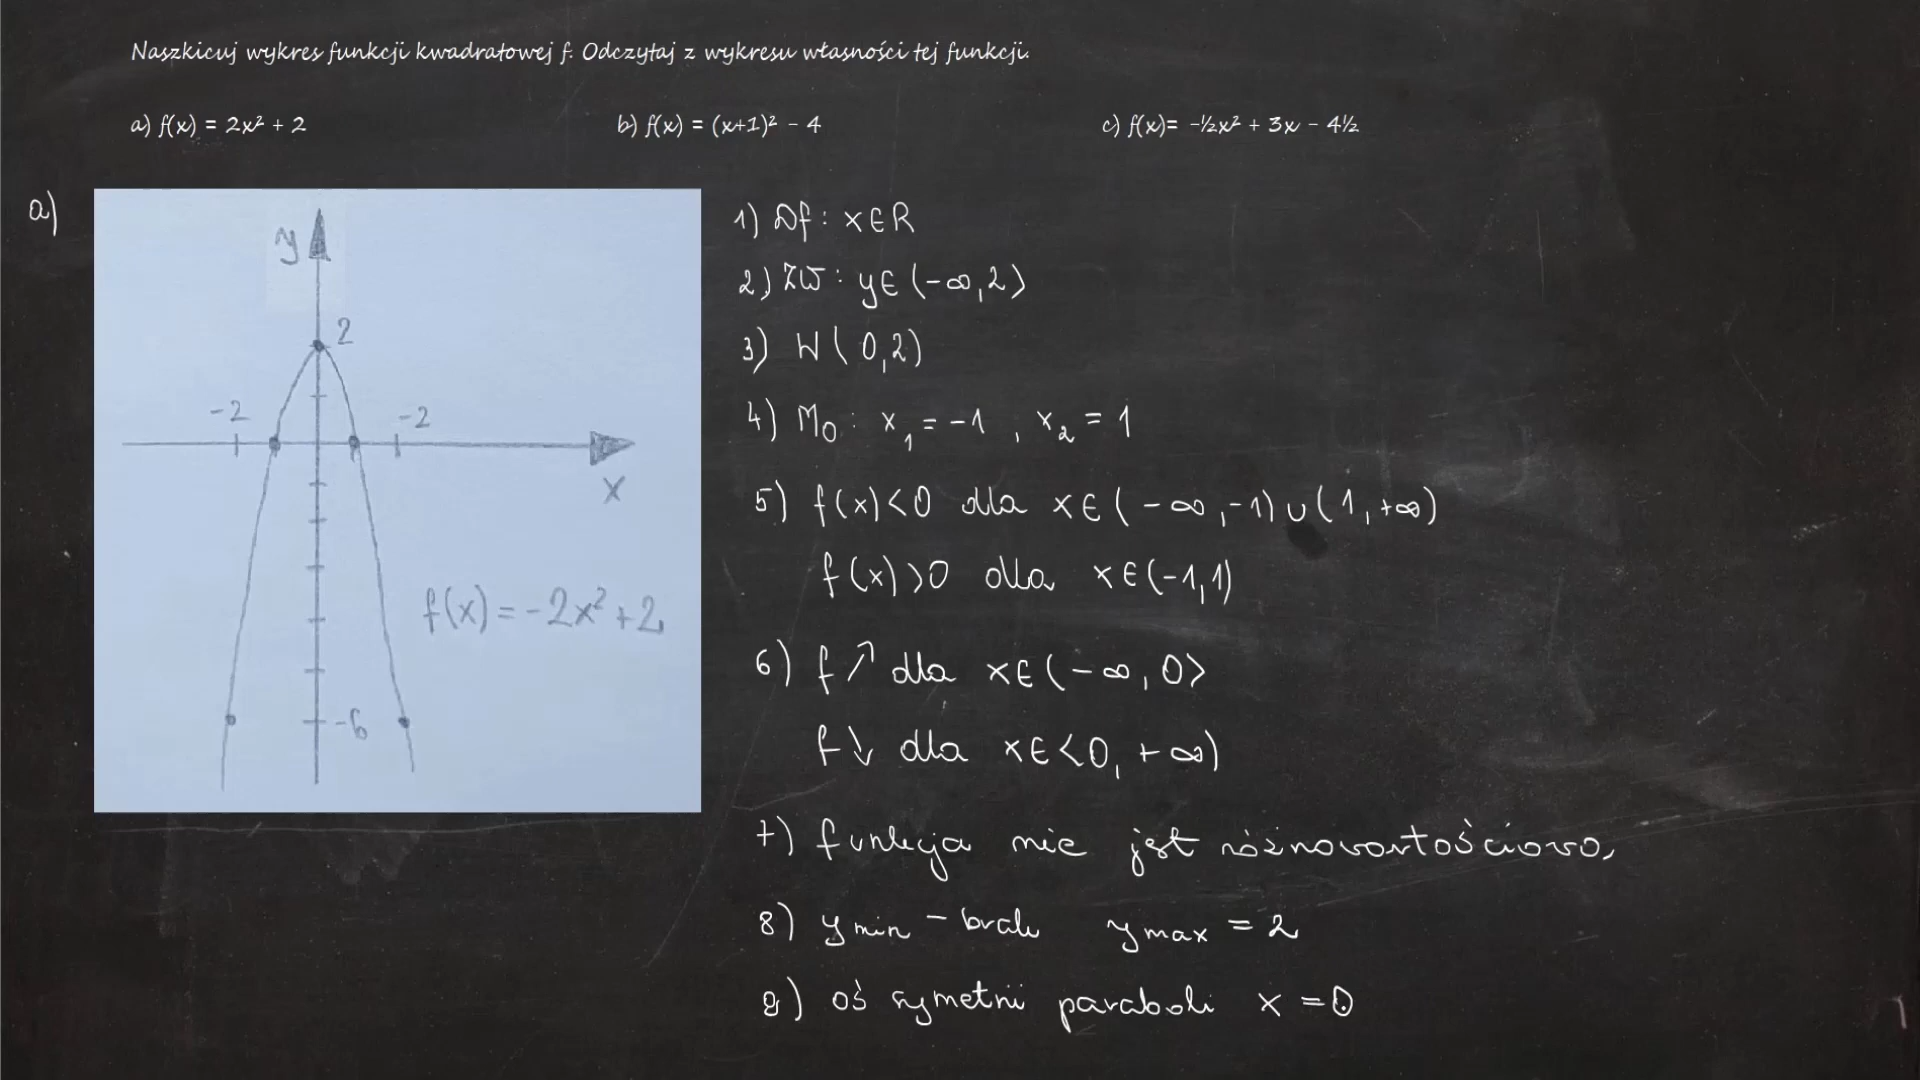 Naszkicuj wykres funkcji kwadratowej f. Odczytaj z wykresu własności tej funkcji.
a) f(x) = 2x² + 2 b) f(x) = (x+1)² - 4 c) f(x)= -½x² + 3x - 4½
a)
y
2
-2 -2
x
f(x) = -2x² + 2
-6
1) Df: x∈R
2) ZW: y∈(-∞,2⟩
3) W(0,2)
4) M₀: x₁ = -1 , x₂ = 1
5) f(x)<0 dla x∈(-∞,-1)∪(1,+∞)
f(x)>0 dla x∈(-1,1)
6) f↗ dla x∈(-∞, 0⟩
f↘ dla x∈⟨0, +∞)
7) funkcja nie jest różnowartościową
8) y min - brak y max = 2
9) oś symetrii paraboli x = 0